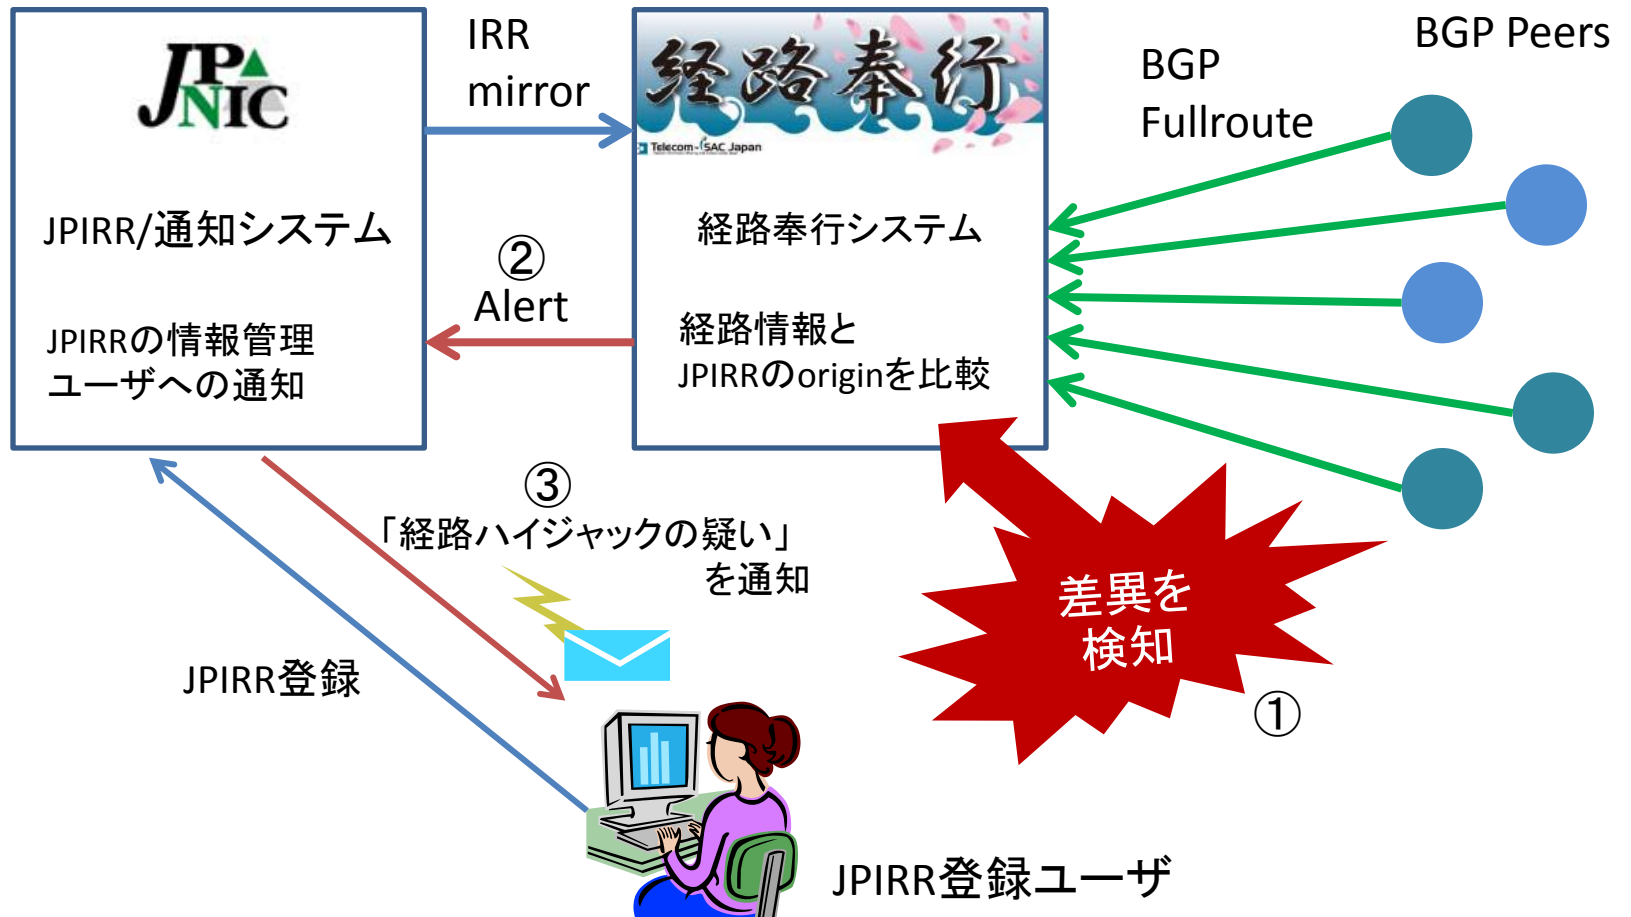 JPNIC
JPIRR/通知システム
JPIRRの情報管理
ユーザへの通知
IRR
mirror
②
Alert
経路奉行
Telecom-ISAC Japan
経路奉行システム
経路情報と
JPIRRのoriginを比較
BGP
Fullroute
BGP Peers
差異を
検知
①
③
「経路ハイジャックの疑い」
を通知
JPIRR登録
JPIRR登録ユーザ